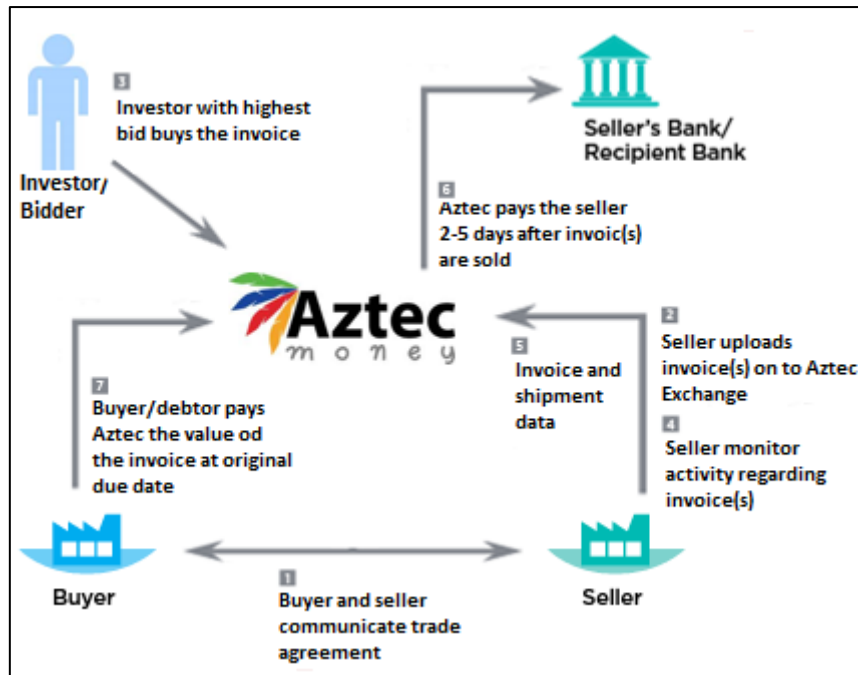 3
Investor with highest
bid buys the invoice
Investor/
Bidder
Seller's Bank/
Recipient Bank
6
Aztec pays the seller
2-5 days after invoic(s)
are sold
Aztec
money
2
Seller uploads
invoice(s) on to Aztec
Exchange
5
Invoice and
shipment
data
4
Seller monitor
activity regarding
invoice(s)
7
Buyer/debtor pays
Aztec the value od
the invoice at original
due date
Buyer
Seller
1
Buyer and seller
communicate trade
agreement